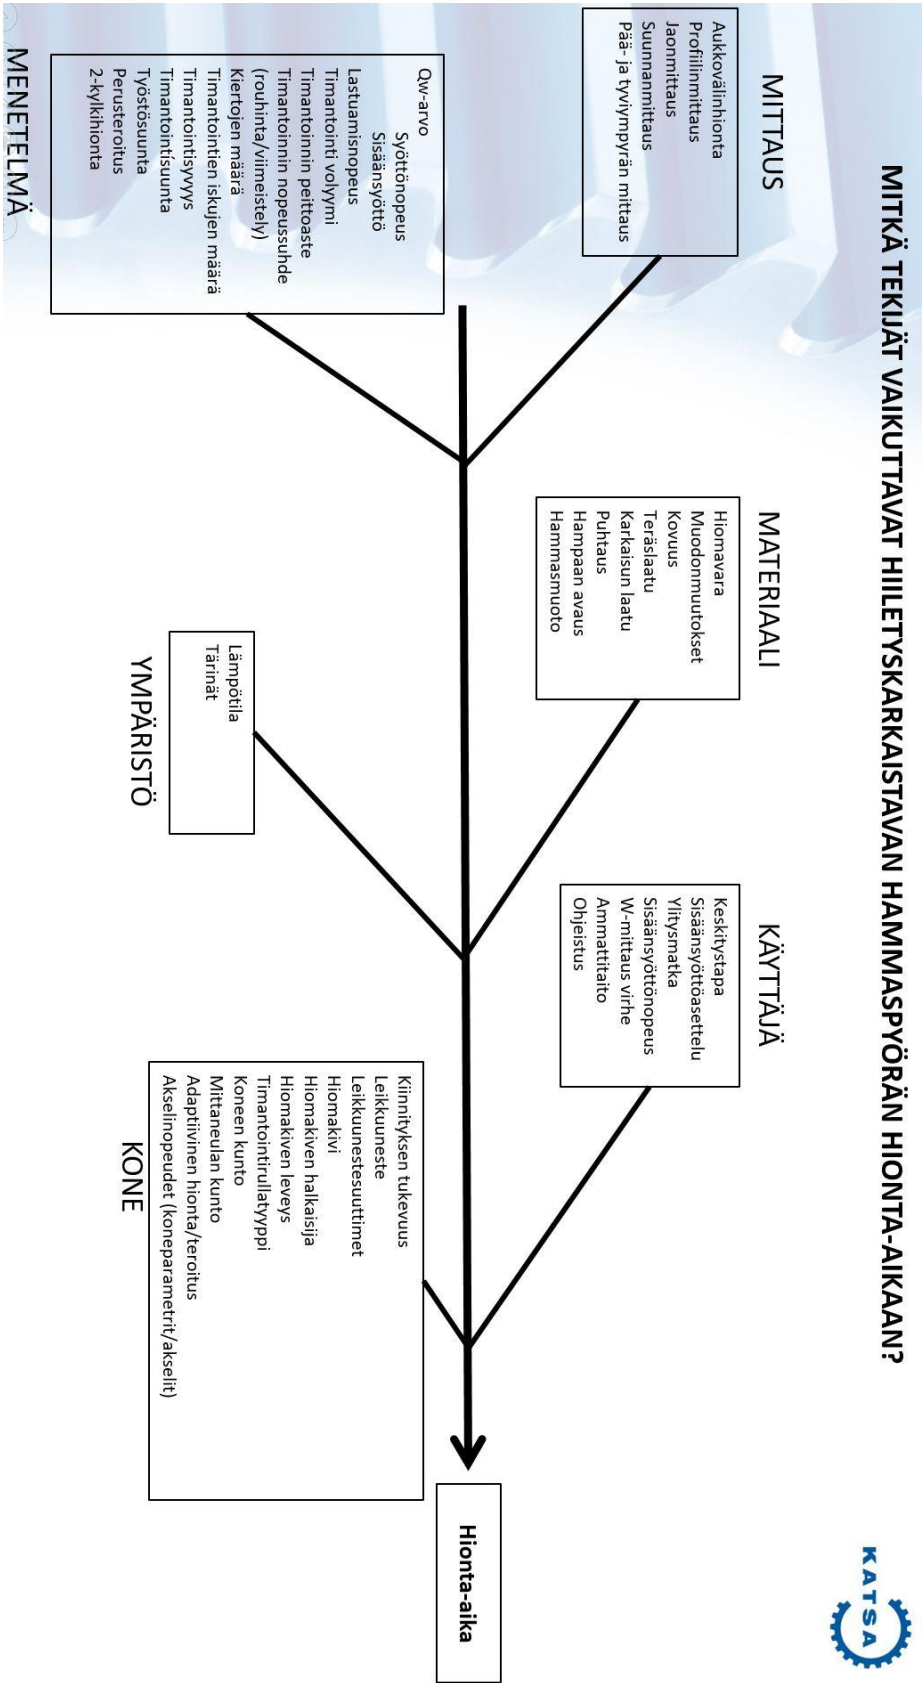 MITKÄ TEKIJÄT VAIKUTTAVAT HIILETYSKARKAISTAVAN HAMMASPYÖRÄN HIONTA-AIKAAN?
KATSA
MITTAUS
Aukkovälinhionta
Profiilinmittaus
Jaonmittaus
Suunnanmittaus
Pää- ja tyviympyrän mittaus
MATERIAALI
Hiomavara
Muodonmuutokset
Kovuus
Teräslaatu
Karkaisun laatu
Puhtaus
Hampaan avaus
Hammasmuoto
KÄYTTÄJÄ
Keskitystapa
Sisäänsyöttöasettelu
Ylitysmatka
Sisäänsyöttönopeus
W-mittaus virhe
Ammattitaito
Ohjeistus
Hionta-aika
Qw-arvo
Syöttönopeus
Sisäänsyöttö
Lastuamisnopeus
Timantointi volyymi
Timantoinnin peittoaste
Timantoinnin nopeussuhde
(rouhinta/viimeistely)
Kiertojen määrä
Timantointien iskujen määrä
Timantointisyvyys
Timantointisuunta
Työstösuunta
Perusteroitus
2-kylkihionta
MENETELMÄ
Lämpötila
Tärinät
YMPÄRISTÖ
Kiinnityksen tukevuus
Leikkuuneste
Leikkuunestesuuttimet
Hiomakivi
Hiomakiven halkaisija
Hiomakiven leveys
Timantointirullatyyppi
Koneen kunto
Mittaneulan kunto
Adaptiivinen hionta/teroitus
Akselinopeudet (koneparametrit/akselit)
KONE